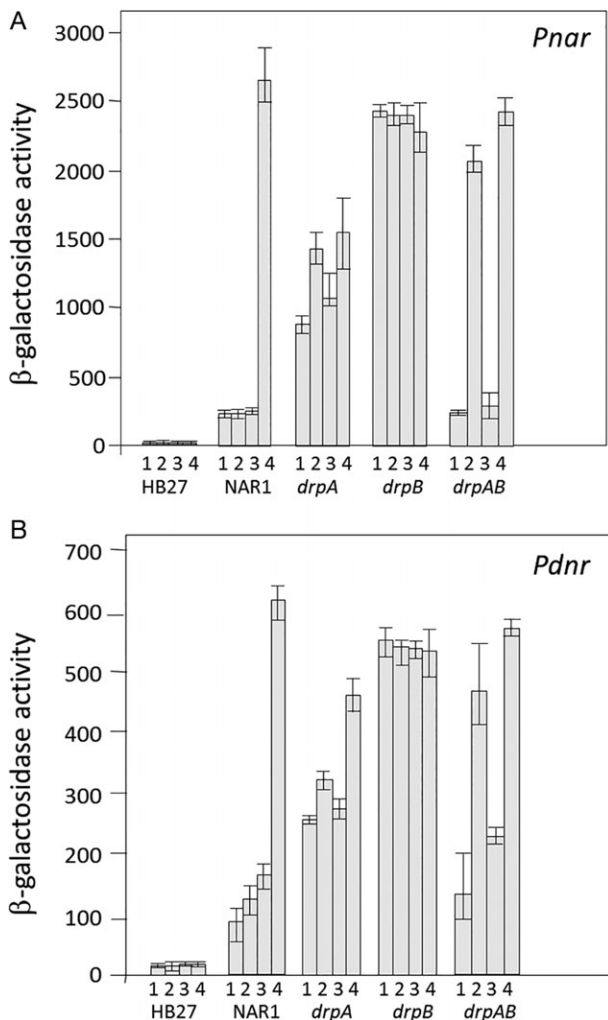 A
Pnar
β-galactosidase activity
3000
2500
2000
1500
1000
500
0
1 2 3 4 1 2 3 4 1 2 3 4 1 2 3 4 1 2 3 4
HB27 NAR1 drpA drpB drpAB
B
Pdnr
β-galactosidase activity
700
600
500
400
300
200
100
0
1 2 3 4 1 2 3 4 1 2 3 4 1 2 3 4 1 2 3 4
HB27 NAR1 drpA drpB drpAB